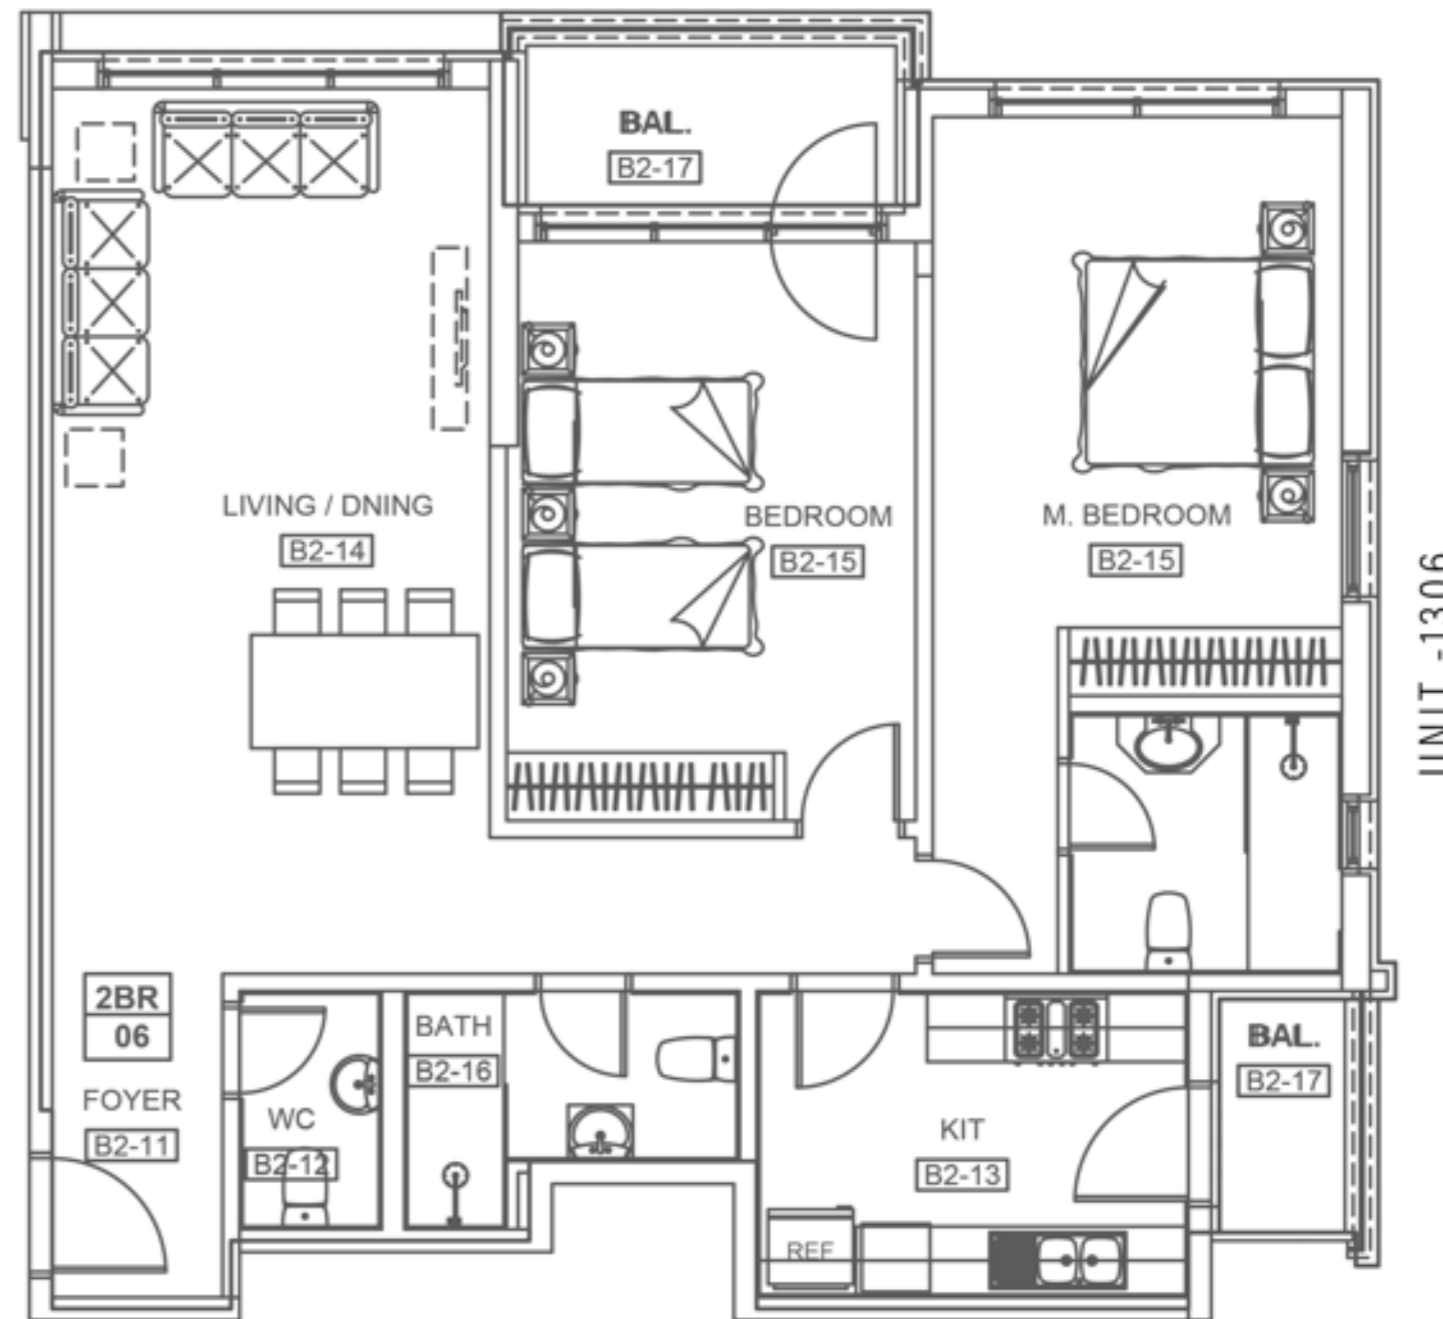 BAL.
B2-17
LIVING / DNING
B2-14
BEDROOM
B2-15
M. BEDROOM
B2-15
UNIT -1306
2BR
06
FOYER
B2-11
WC
B2-12
BATH
B2-16
KIT
B2-13
REF
BAL.
B2-17